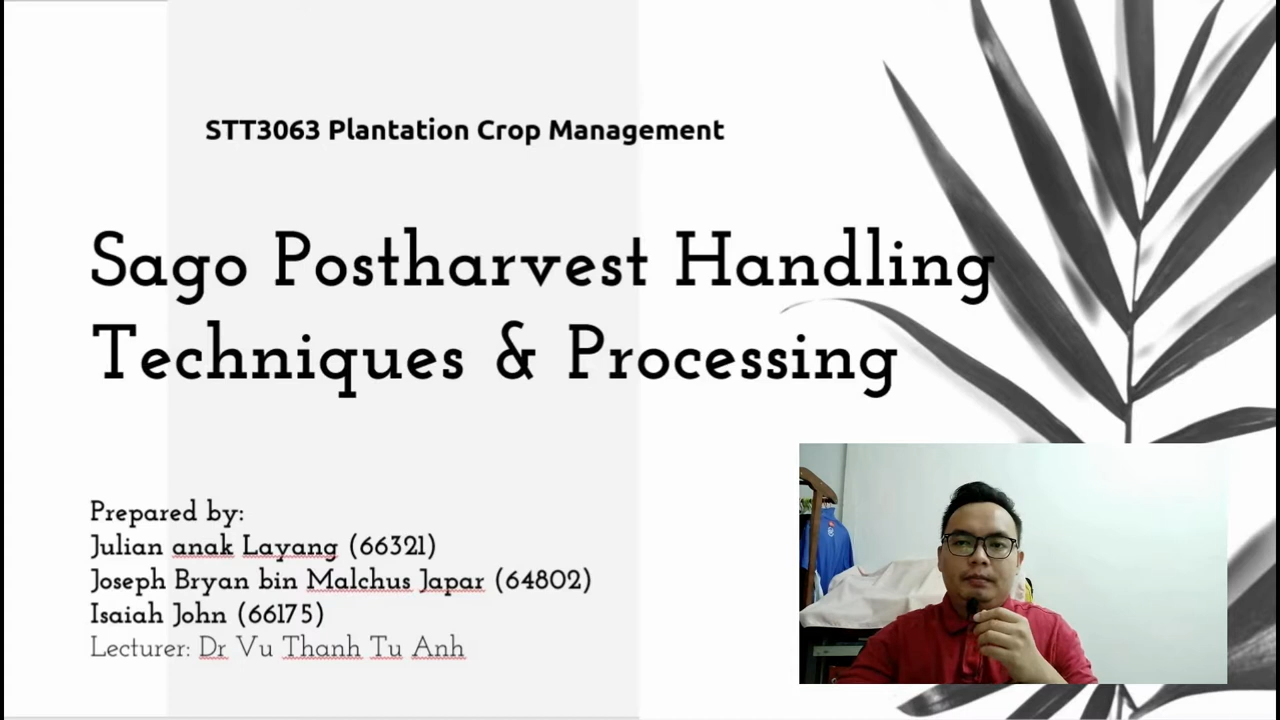 STT3063 Plantation Crop Management
Sago Postharvest Handling
Techniques & Processing
Prepared by:
Julian anak Layang (66321)
Joseph Bryan bin Malchus Japar (64802)
Isaiah John (66175)
Lecturer: Dr Vu Thanh Tu Anh